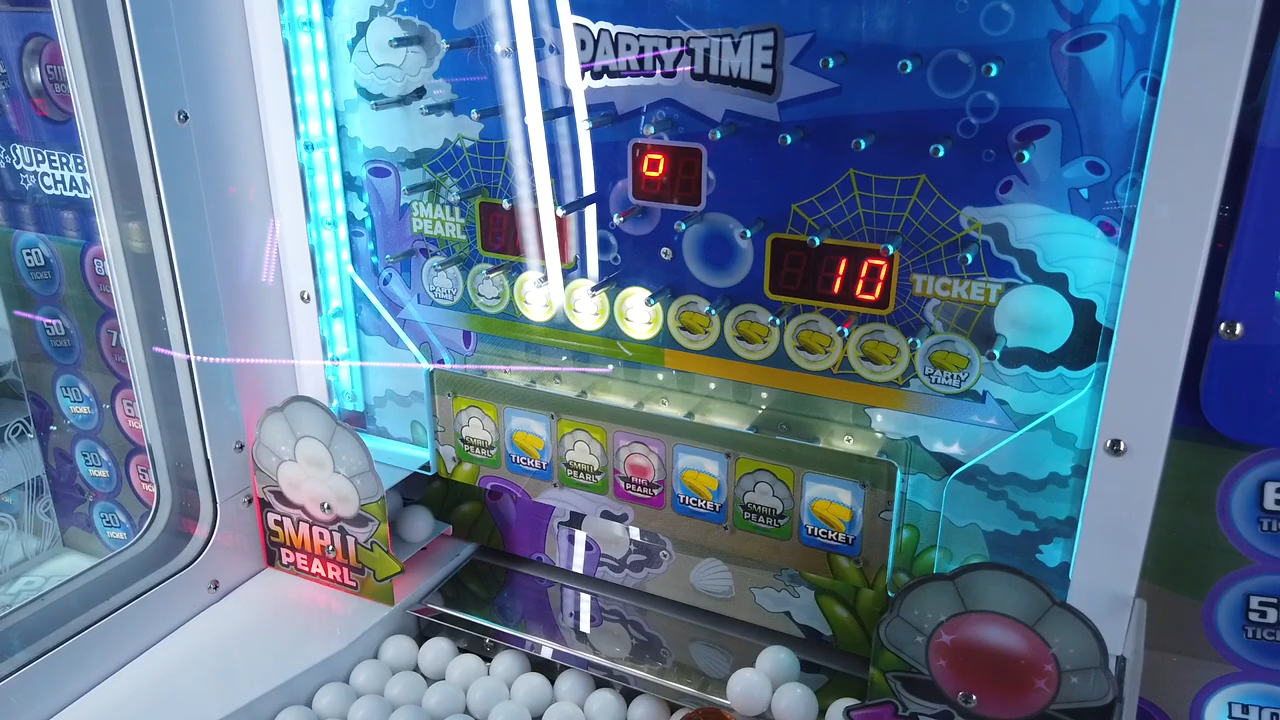 PARTY TIME
SUPERB
CHAN
SMALL
PEARL
0
10
TICKET
PARTY
TIME
PARTY
TIME
60
TICKET
50
TICKET
40
TICKET
30
TICKET
20
TICKET
SMALL
PEARL
TICKET
SMALL
PEARL
BIG
PEARL
TICKET
SMALL
PEARL
TICKET
SMALL
PEARL